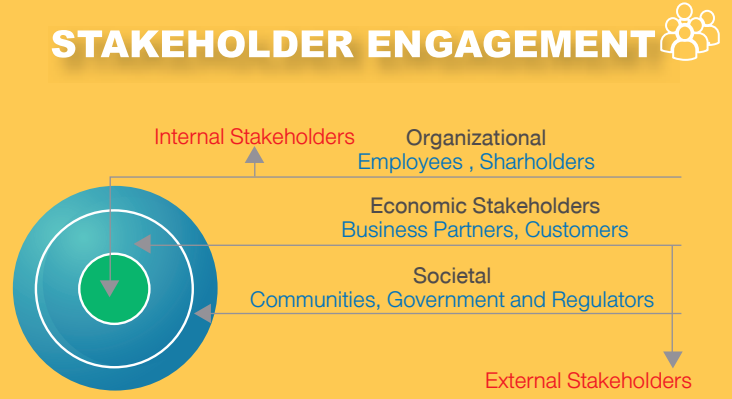 STAKEHOLDER ENGAGEMENT
Internal Stakeholders
Organizational
Employees , Sharholders
Economic Stakeholders
Business Partners, Customers
Societal
Communities, Government and Regulators
External Stakeholders